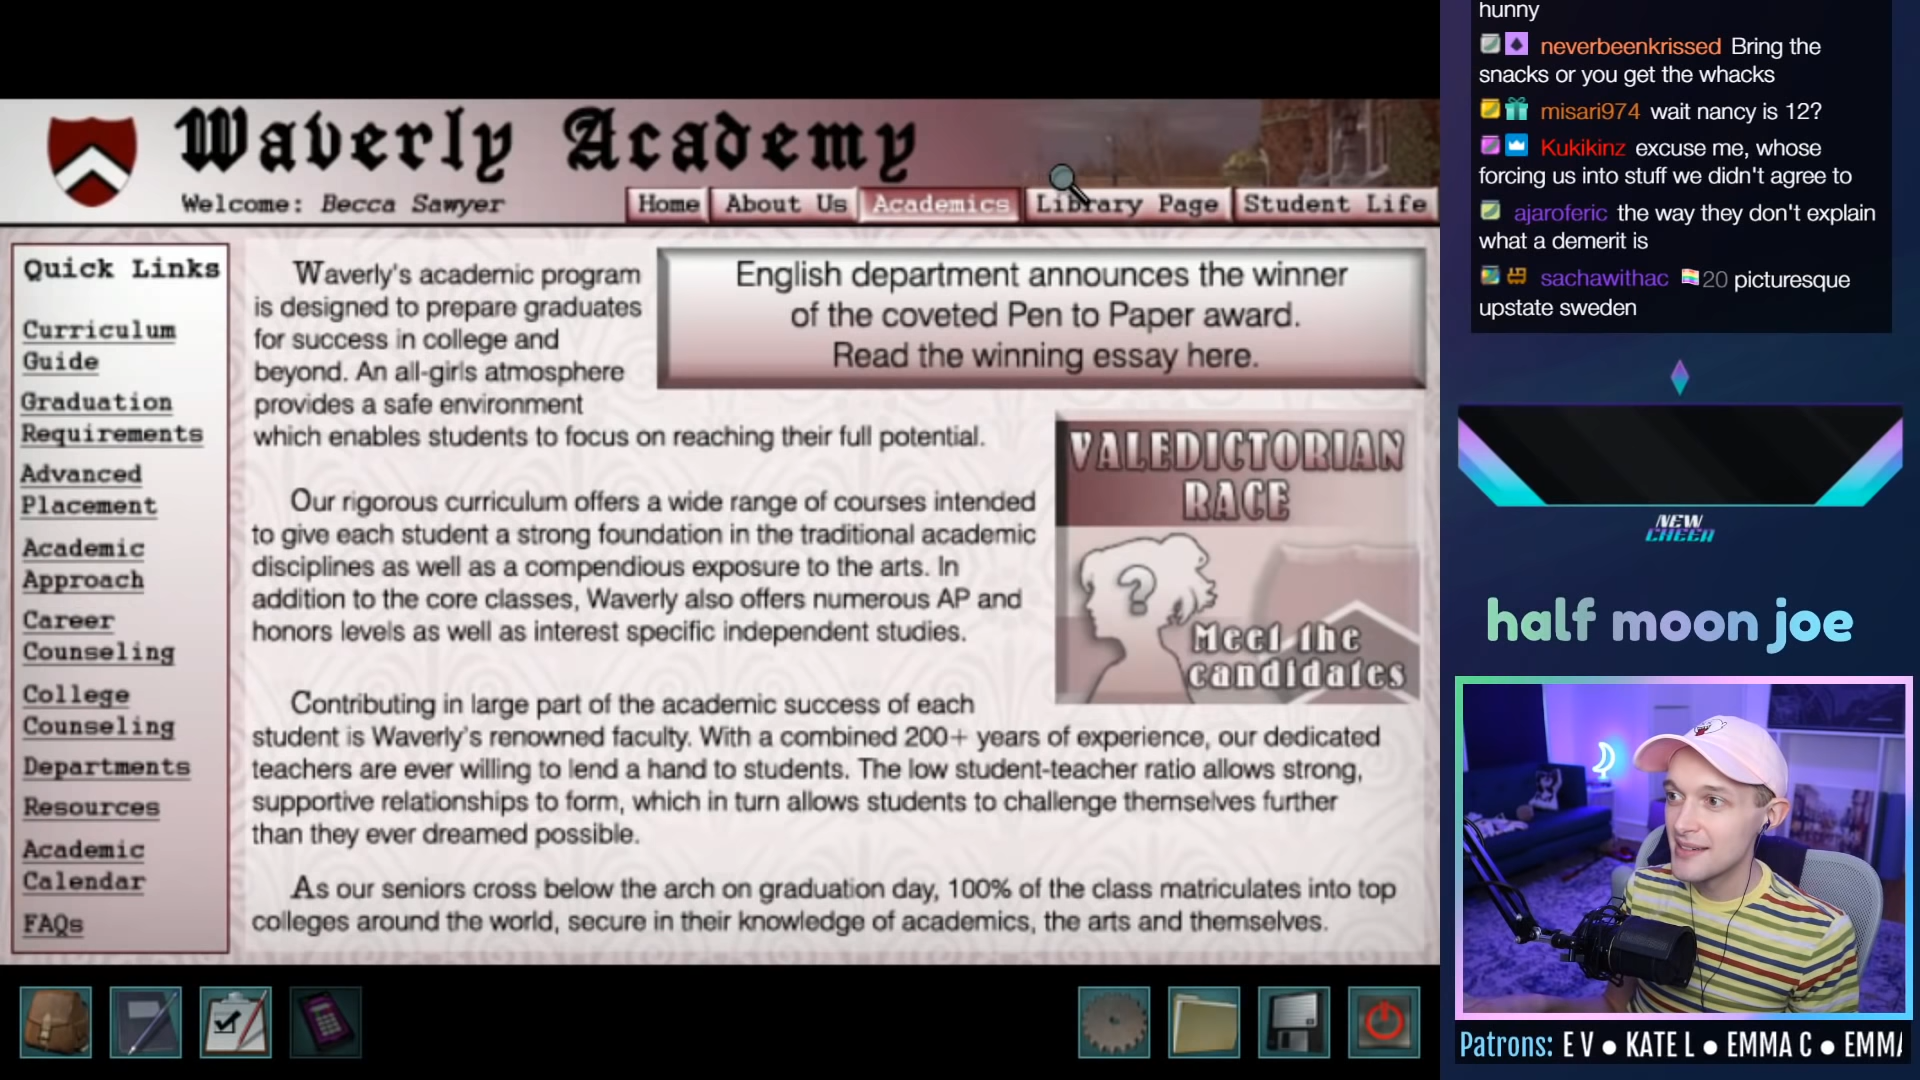 Waverly Academy
Welcome: Becca Sawyer
Home
About Us
Academics
Library Page
Student Life
Quick Links
Curriculum
Guide
Graduation
Requirements
Advanced
Placement
Academic
Approach
Career
Counseling
College
Counseling
Departments
Resources
Academic
Calendar
FAQs
Waverly's academic program
is designed to prepare graduates
for success in college and
beyond. An all-girls atmosphere
provides a safe environment
which enables students to focus on reaching their full potential.
English department announces the winner
of the coveted Pen to Paper award.
Read the winning essay here.
Our rigorous curriculum offers a wide range of courses intended
to give each student a strong foundation in the traditional academic
disciplines as well as a compendious exposure to the arts. In
addition to the core classes, Waverly also offers numerous AP and
honors levels as well as interest specific independent studies.
VALEDICTORIAN
RACE
?
Meet the
candidates
Contributing in large part of the academic success of each
student is Waverly's renowned faculty. With a combined 200+ years of experience, our dedicated
teachers are ever willing to lend a hand to students. The low student-teacher ratio allows strong,
supportive relationships to form, which in turn allows students to challenge themselves further
than they ever dreamed possible.
As our seniors cross below the arch on graduation day, 100% of the class matriculates into top
colleges around the world, secure in their knowledge of academics, the arts and themselves.
hunny
neverbeenkrissed Bring the
snacks or you get the whacks
misari974 wait nancy is 12?
Kukikinz excuse me, whose
forcing us into stuff we didn't agree to
ajaroferic the way they don't explain
what a demerit is
sachawithac 20 picturesque
upstate sweden
NEW
CHEER
half moon joe
Patrons: E V ● KATE L ● EMMA C ● EMMA